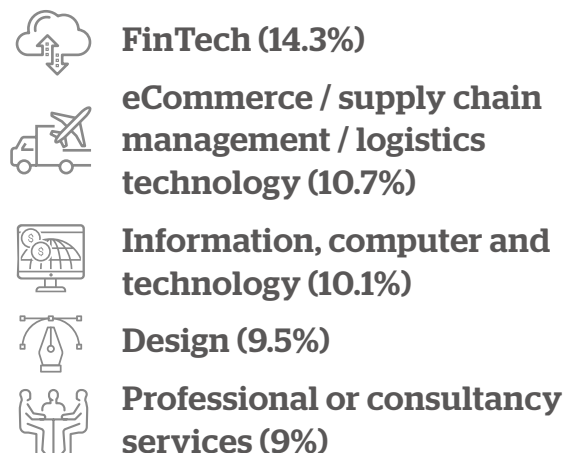 FinTech (14.3%)
eCommerce / supply chain
management / logistics
technology (10.7%)
Information, computer and
technology (10.1%)
Design (9.5%)
Professional or consultancy
services (9%)